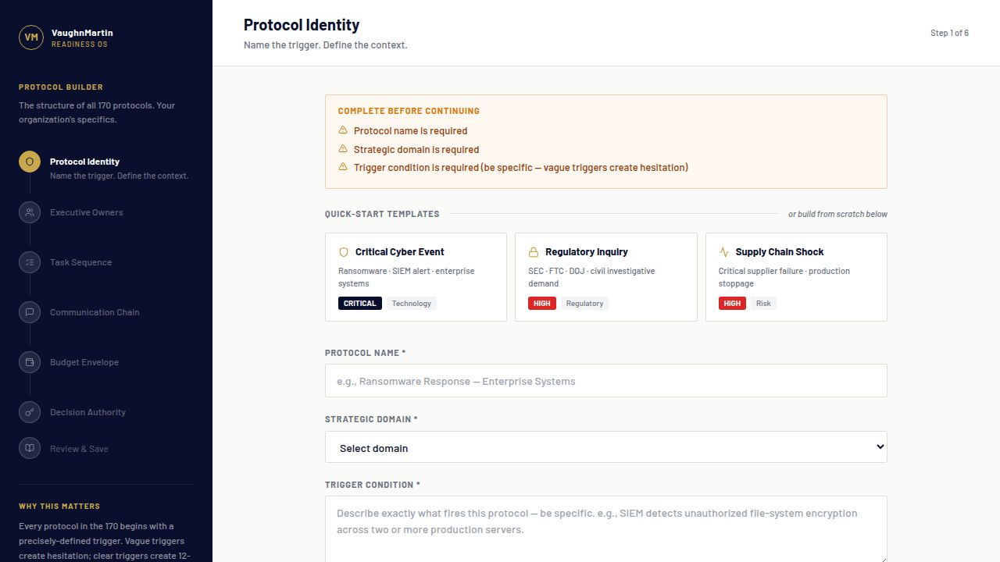 VM
VaughnMartin
READINESS OS
PROTOCOL BUILDER
The structure of all 170 protocols. Your
organization's specifics.
Protocol Identity
Name the trigger. Define the context.
Executive Owners
Task Sequence
Communication Chain
Budget Envelope
Decision Authority
Review & Save
WHY THIS MATTERS
Every protocol in the 170 begins with a
precisely-defined trigger. Vague triggers
create hesitation; clear triggers create 12-
Protocol Identity
Name the trigger. Define the context.
Step 1 of 6
COMPLETE BEFORE CONTINUING
Protocol name is required
Strategic domain is required
Trigger condition is required (be specific — vague triggers create hesitation)
QUICK-START TEMPLATES
or build from scratch below
Critical Cyber Event
Ransomware · SIEM alert · enterprise
systems
CRITICAL Technology
Regulatory Inquiry
SEC · FTC · DOJ · civil investigative
demand
HIGH Regulatory
Supply Chain Shock
Critical supplier failure · production
stoppage
HIGH Risk
PROTOCOL NAME *
e.g., Ransomware Response — Enterprise Systems
STRATEGIC DOMAIN *
Select domain
TRIGGER CONDITION *
Describe exactly what fires this protocol — be specific. e.g., SIEM detects unauthorized file-system encryption
across two or more production servers.